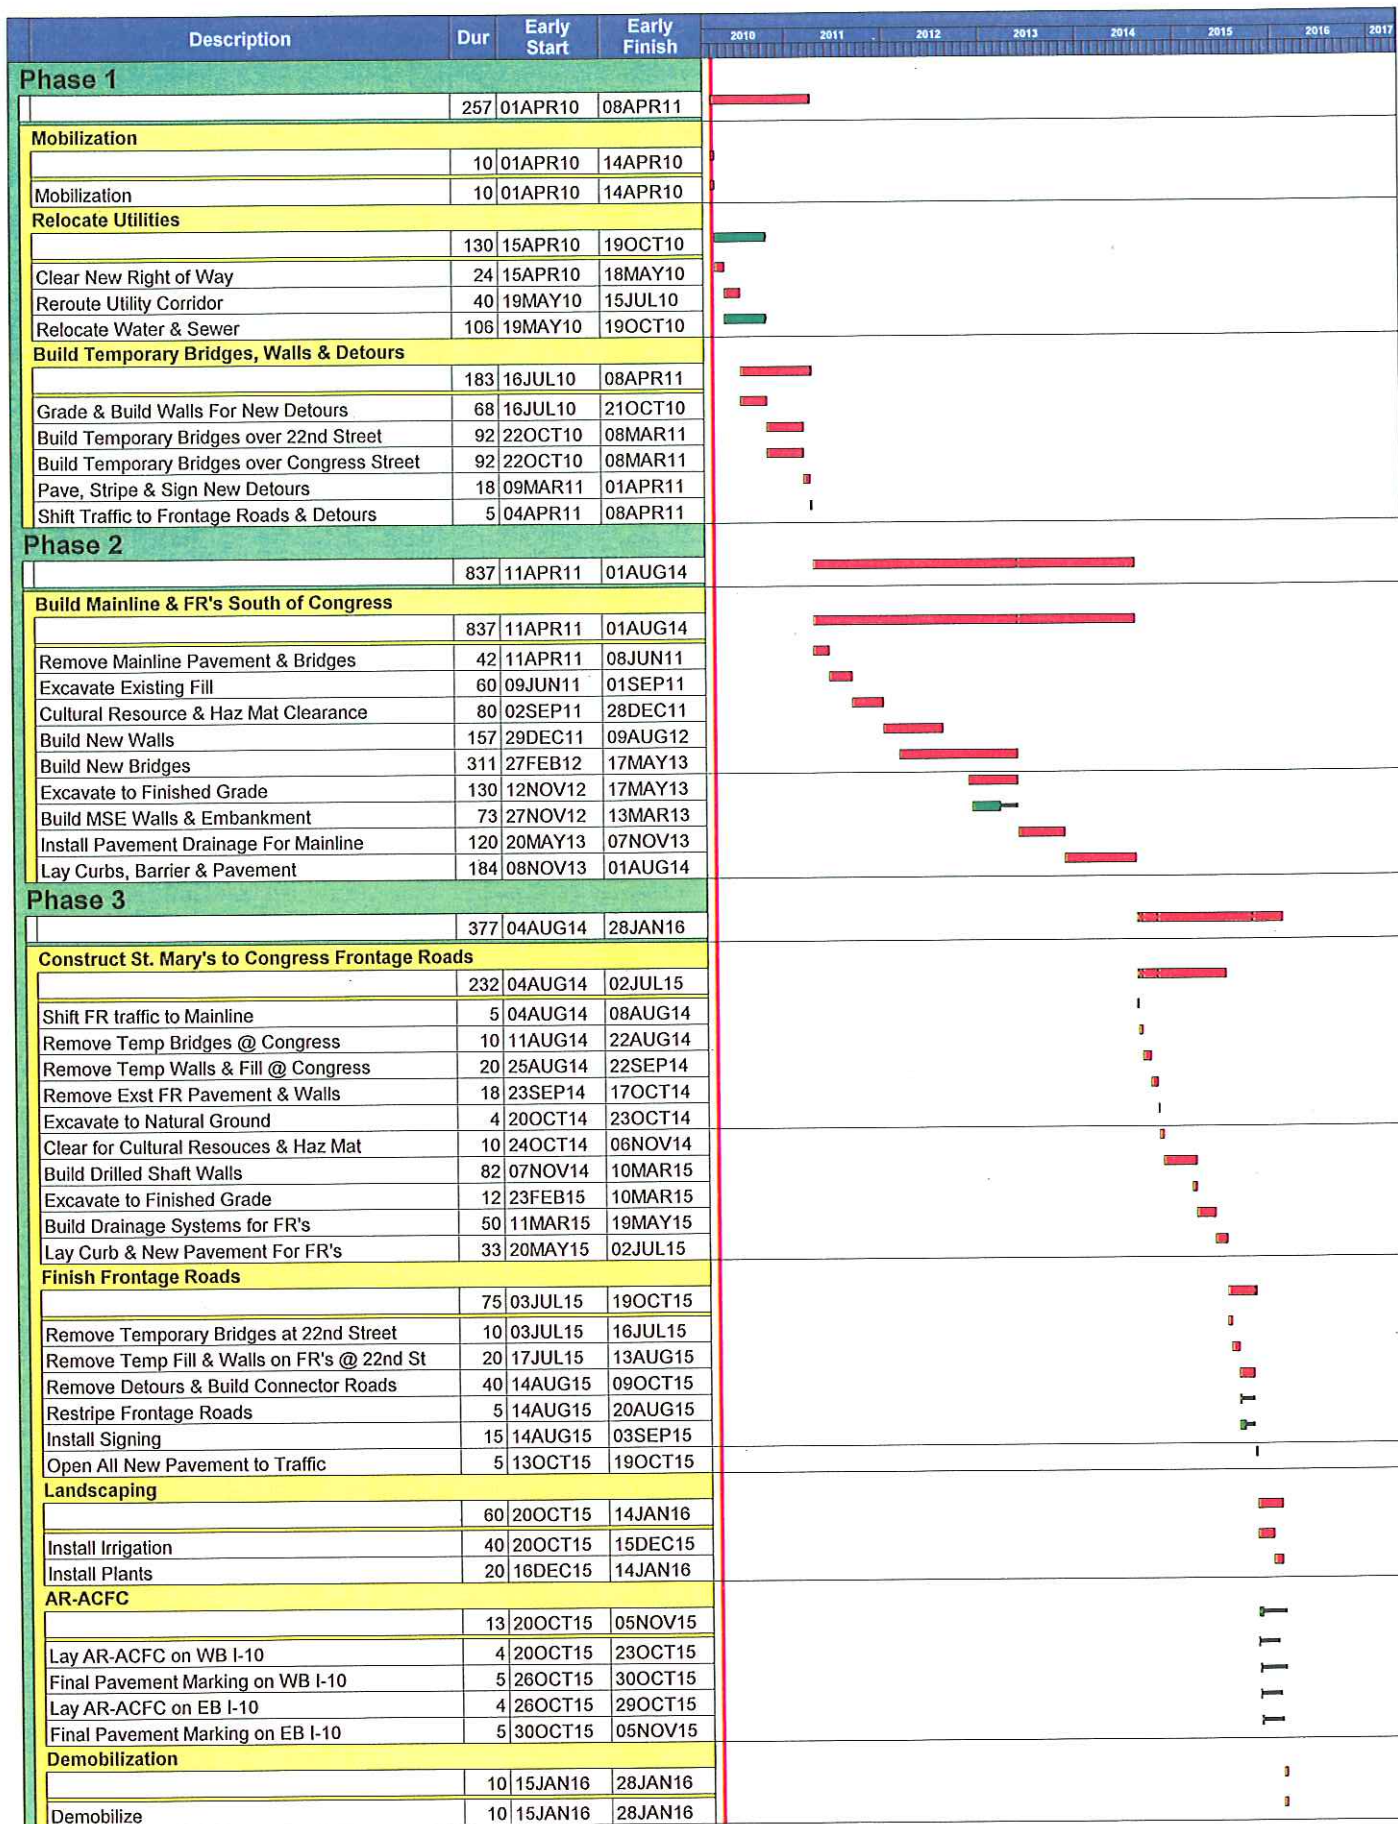 Description Dur Early Start Early Finish 2010 2011 2012 2013 2014 2015 2016 2017
Phase 1
257 01APR10 08APR11
Mobilization
10 01APR10 14APR10
Mobilization 10 01APR10 14APR10
Relocate Utilities
130 15APR10 19OCT10
Clear New Right of Way 24 15APR10 18MAY10
Reroute Utility Corridor 40 19MAY10 15JUL10
Relocate Water & Sewer 106 19MAY10 19OCT10
Build Temporary Bridges, Walls & Detours
183 16JUL10 08APR11
Grade & Build Walls For New Detours 68 16JUL10 21OCT10
Build Temporary Bridges over 22nd Street 92 22OCT10 08MAR11
Build Temporary Bridges over Congress Street 92 22OCT10 08MAR11
Pave, Stripe & Sign New Detours 18 09MAR11 01APR11
Shift Traffic to Frontage Roads & Detours 5 04APR11 08APR11
Phase 2
837 11APR11 01AUG14
Build Mainline & FR's South of Congress
837 11APR11 01AUG14
Remove Mainline Pavement & Bridges 42 11APR11 08JUN11
Excavate Existing Fill 60 09JUN11 01SEP11
Cultural Resource & Haz Mat Clearance 80 02SEP11 28DEC11
Build New Walls 157 29DEC11 09AUG12
Build New Bridges 311 27FEB12 17MAY13
Excavate to Finished Grade 130 12NOV12 17MAY13
Build MSE Walls & Embankment 73 27NOV12 13MAR13
Install Pavement Drainage For Mainline 120 20MAY13 07NOV13
Lay Curbs, Barrier & Pavement 184 08NOV13 01AUG14
Phase 3
377 04AUG14 28JAN16
Construct St. Mary's to Congress Frontage Roads
232 04AUG14 02JUL15
Shift FR traffic to Mainline 5 04AUG14 08AUG14
Remove Temp Bridges @ Congress 10 11AUG14 22AUG14
Remove Temp Walls & Fill @ Congress 20 25AUG14 22SEP14
Remove Exst FR Pavement & Walls 18 23SEP14 17OCT14
Excavate to Natural Ground 4 20OCT14 23OCT14
Clear for Cultural Resouces & Haz Mat 10 24OCT14 06NOV14
Build Drilled Shaft Walls 82 07NOV14 10MAR15
Excavate to Finished Grade 12 23FEB15 10MAR15
Build Drainage Systems for FR's 50 11MAR15 19MAY15
Lay Curb & New Pavement For FR's 33 20MAY15 02JUL15
Finish Frontage Roads
75 03JUL15 19OCT15
Remove Temporary Bridges at 22nd Street 10 03JUL15 16JUL15
Remove Temp Fill & Walls on FR's @ 22nd St 20 17JUL15 13AUG15
Remove Detours & Build Connector Roads 40 14AUG15 09OCT15
Restripe Frontage Roads 5 14AUG15 20AUG15
Install Signing 15 14AUG15 03SEP15
Open All New Pavement to Traffic 5 13OCT15 19OCT15
Landscaping
60 20OCT15 14JAN16
Install Irrigation 40 20OCT15 15DEC15
Install Plants 20 16DEC15 14JAN16
AR-ACFC
13 20OCT15 05NOV15
Lay AR-ACFC on WB I-10 4 20OCT15 23OCT15
Final Pavement Marking on WB I-10 5 26OCT15 30OCT15
Lay AR-ACFC on EB I-10 4 26OCT15 29OCT15
Final Pavement Marking on EB I-10 5 30OCT15 05NOV15
Demobilization
10 15JAN16 28JAN16
Demobilize 10 15JAN16 28JAN16